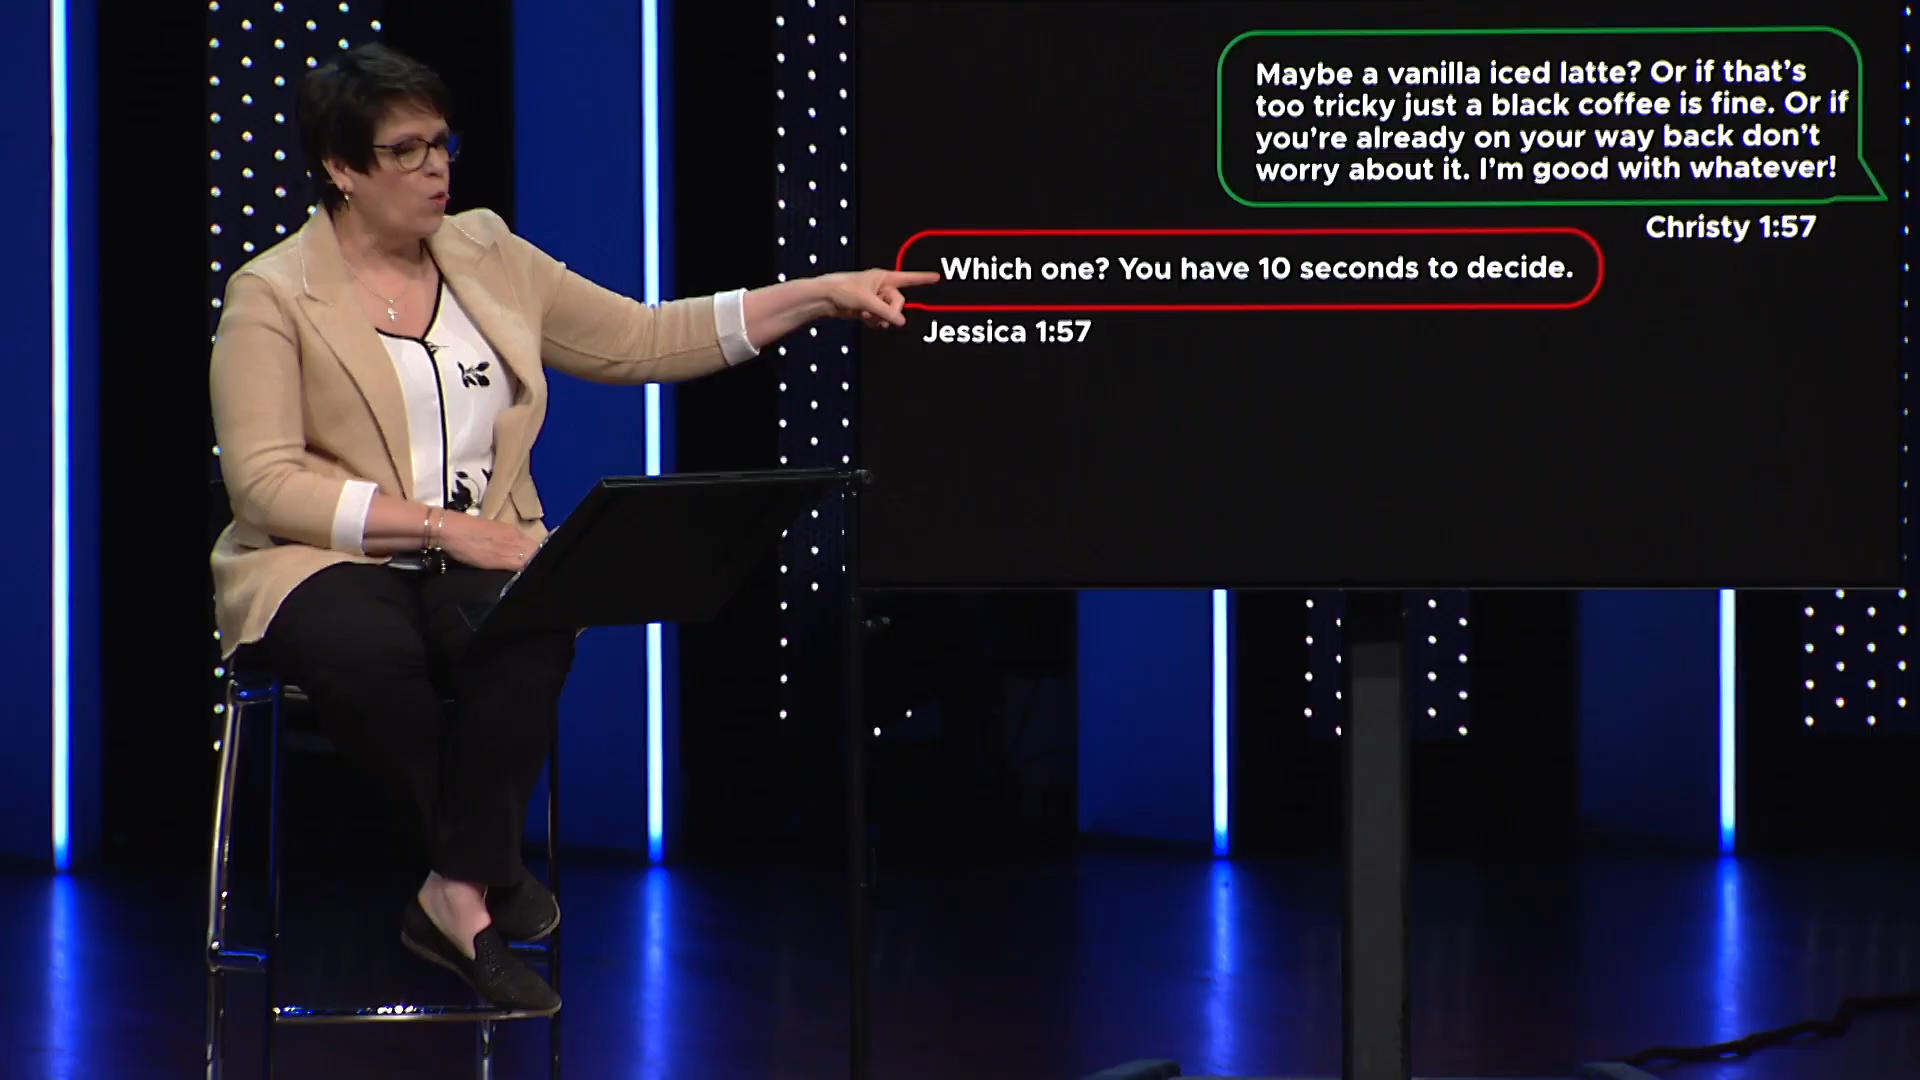 Maybe a vanilla iced latte? Or if that's
too tricky just a black coffee is fine. Or if
you're already on your way back don't
worry about it. I'm good with whatever!
Christy 1:57
Which one? You have 10 seconds to decide.
Jessica 1:57